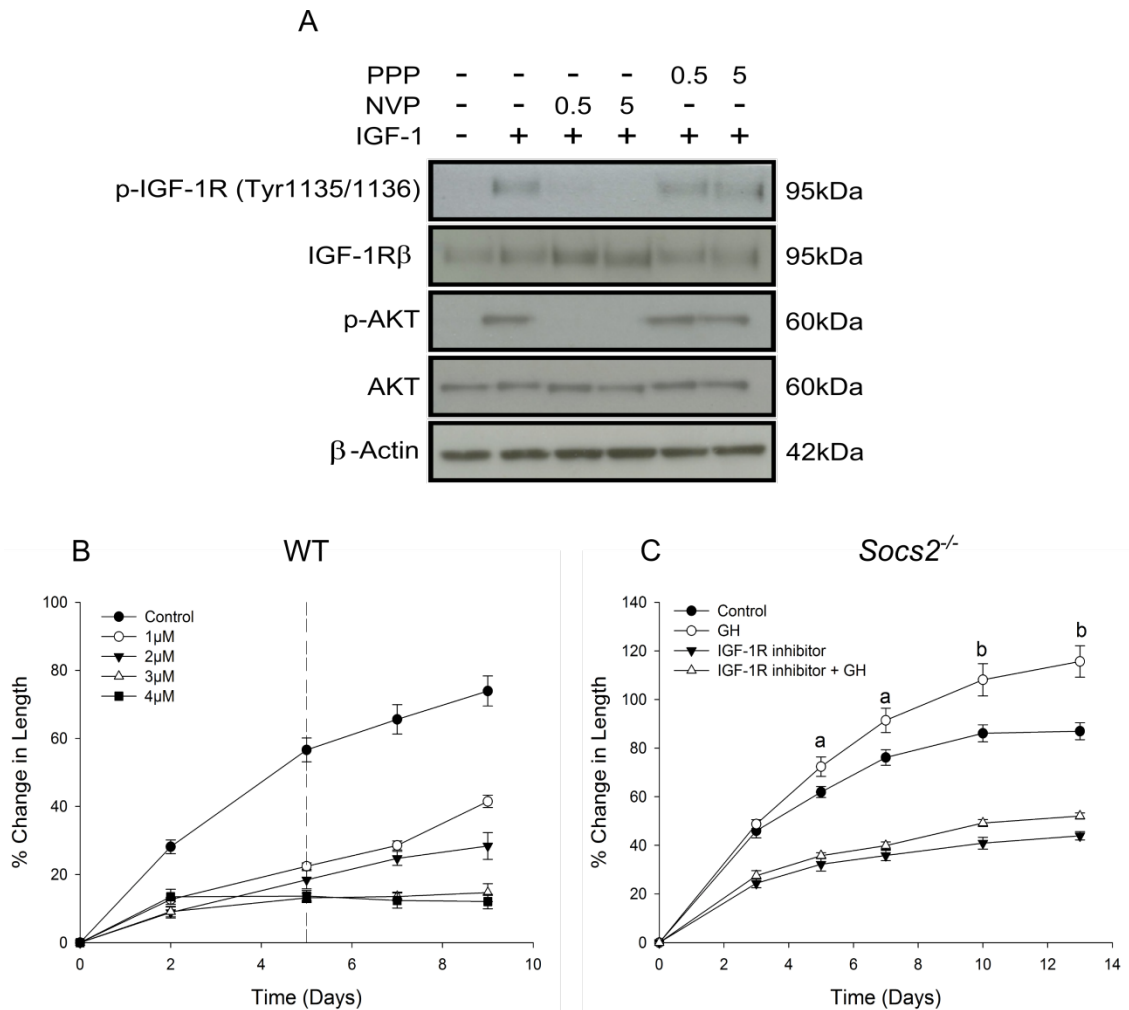 A
PPP - - - - 0.5 5
NVP - - 0.5 5 - -
IGF-1 - + + + + +
p-IGF-1R (Tyr1135/1136) 95kDa
IGF-1Rβ 95kDa
p-AKT 60kDa
AKT 60kDa
β-Actin 42kDa
B WT
% Change in Length
100
80
60
40
20
0
Control
1µM
2µM
3µM
4µM
0 2 4 6 8 10
Time (Days)
C Socs2-/-
% Change in Length
140
120
100
80
60
40
20
0
Control
GH
IGF-1R inhibitor
IGF-1R inhibitor + GH
a a b b
0 2 4 6 8 10 12 14
Time (Days)